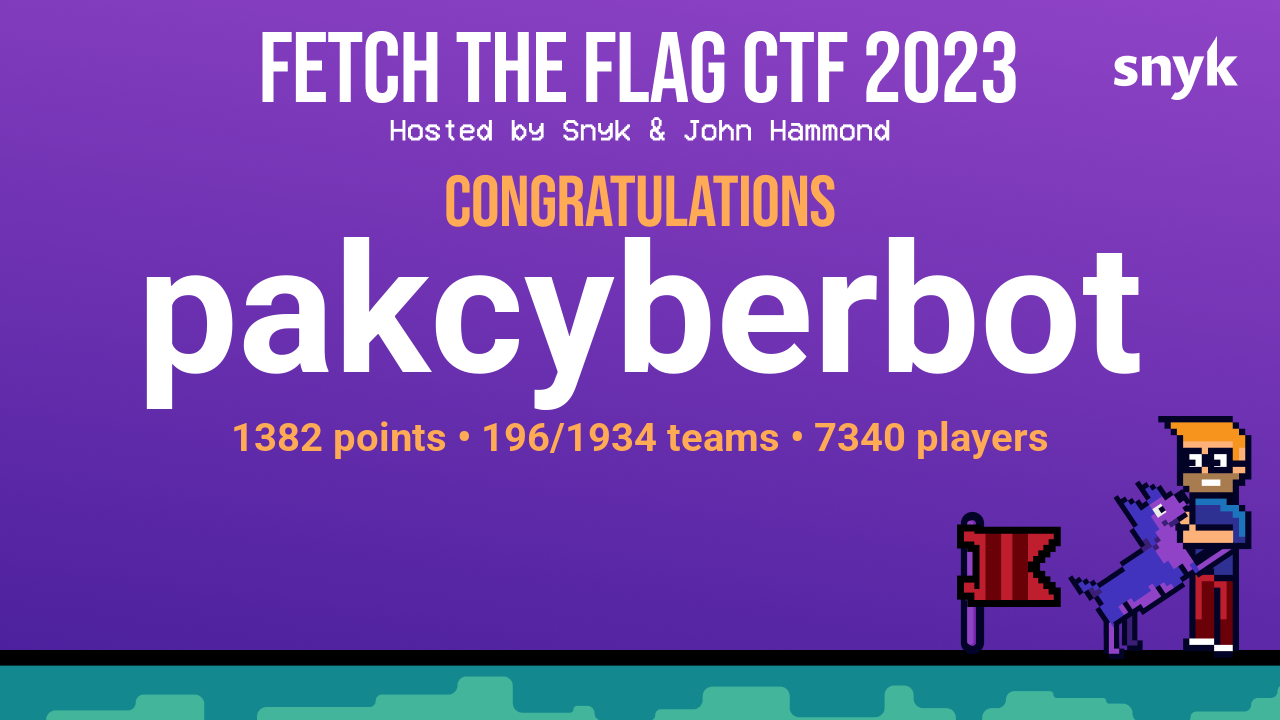 FETCH THE FLAG CTF 2023
snyk
Hosted by Snyk & John Hammond
CONGRATULATIONS
pakcyberbot
1382 points • 196/1934 teams • 7340 players